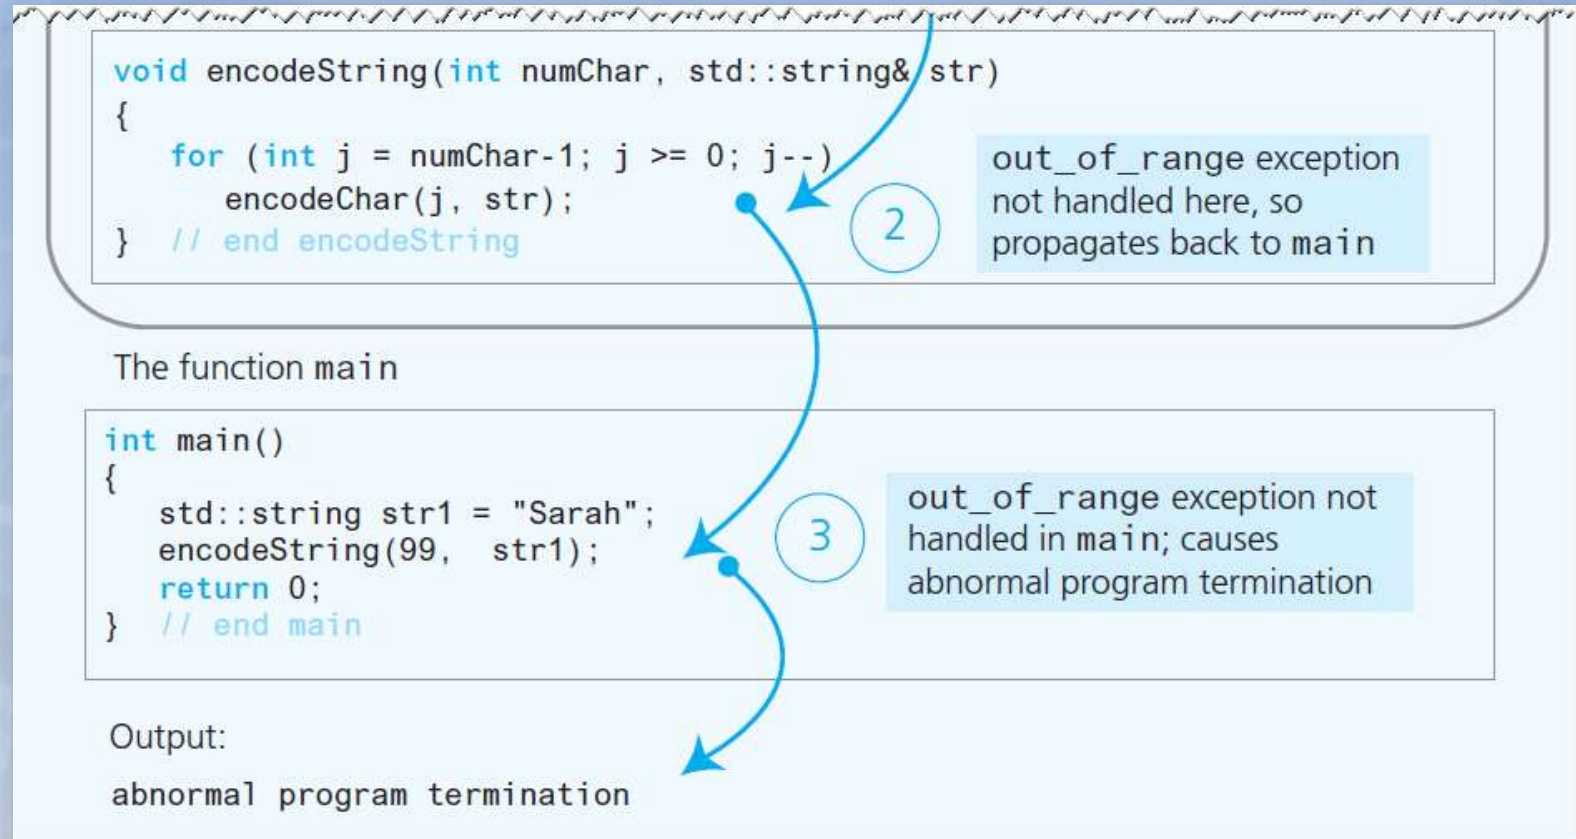 void encodeString(int numChar, std::string& str)
{
for (int j = numChar-1; j >= 0; j--)
encodeChar(j, str);
} // end encodeString
2
out_of_range exception
not handled here, so
propagates back to main
The function main
int main()
{
std::string str1 = "Sarah";
encodeString(99, str1);
return 0;
} // end main
3
out_of_range exception not
handled in main; causes
abnormal program termination
Output:
abnormal program termination